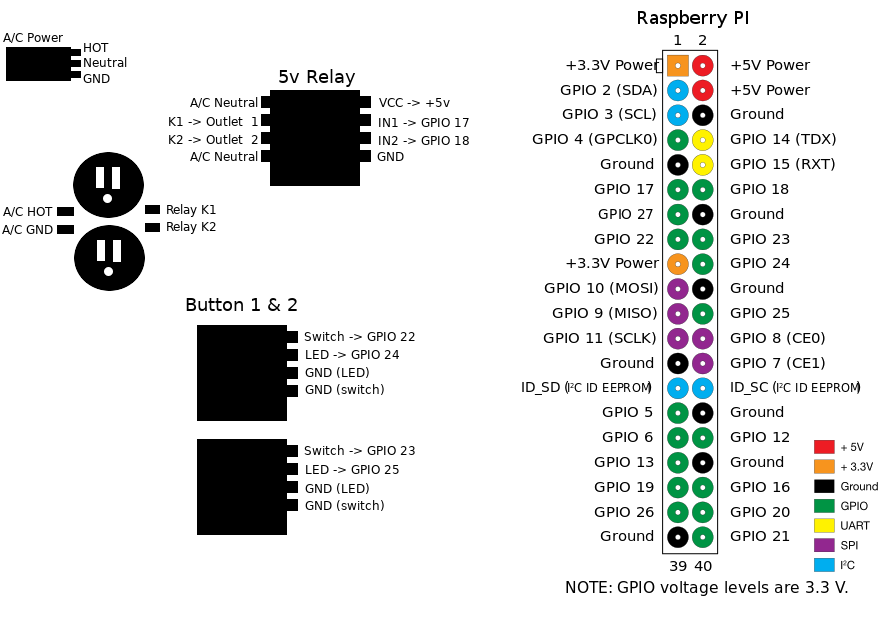 A/C Power
HOT
Neutral
GND
5v Relay
A/C Neutral
K1 -> Outlet 1
K2 -> Outlet 2
A/C Neutral
VCC -> +5v
IN1 -> GPIO 17
IN2 -> GPIO 18
GND
A/C HOT
A/C GND
Relay K1
Relay K2
Button 1 & 2
Switch -> GPIO 22
LED -> GPIO 24
GND (LED)
GND (switch)
Switch -> GPIO 23
LED -> GPIO 25
GND (LED)
GND (switch)
Raspberry PI
1 2
+3.3V Power +5V Power
GPIO 2 (SDA) +5V Power
GPIO 3 (SCL) Ground
GPIO 4 (GPCLK0) GPIO 14 (TDX)
Ground GPIO 15 (RXT)
GPIO 17 GPIO 18
GPIO 27 Ground
GPIO 22 GPIO 23
+3.3V Power GPIO 24
GPIO 10 (MOSI) Ground
GPIO 9 (MISO) GPIO 25
GPIO 11 (SCLK) GPIO 8 (CE0)
Ground GPIO 7 (CE1)
ID_SD (I²C ID EEPROM) ID_SC (I²C ID EEPROM)
GPIO 5 Ground
GPIO 6 GPIO 12
GPIO 13 Ground
GPIO 19 GPIO 16
GPIO 26 GPIO 20
Ground GPIO 21
39 40
+ 5V
+ 3.3V
Ground
GPIO
UART
SPI
I²C
NOTE: GPIO voltage levels are 3.3 V.